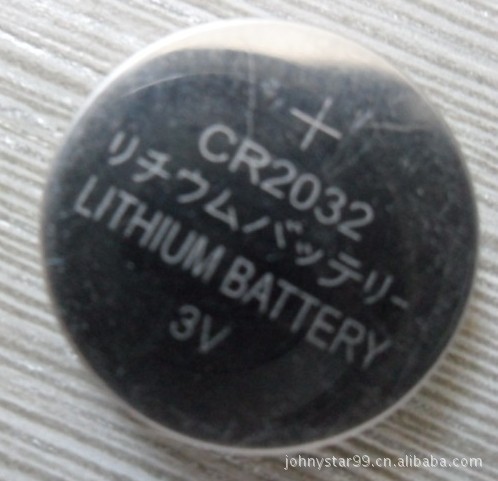 +
CR2032
リチウムバッテリー
LITHIUM BATTERY
3V
johnystar99.cn.alibaba.com